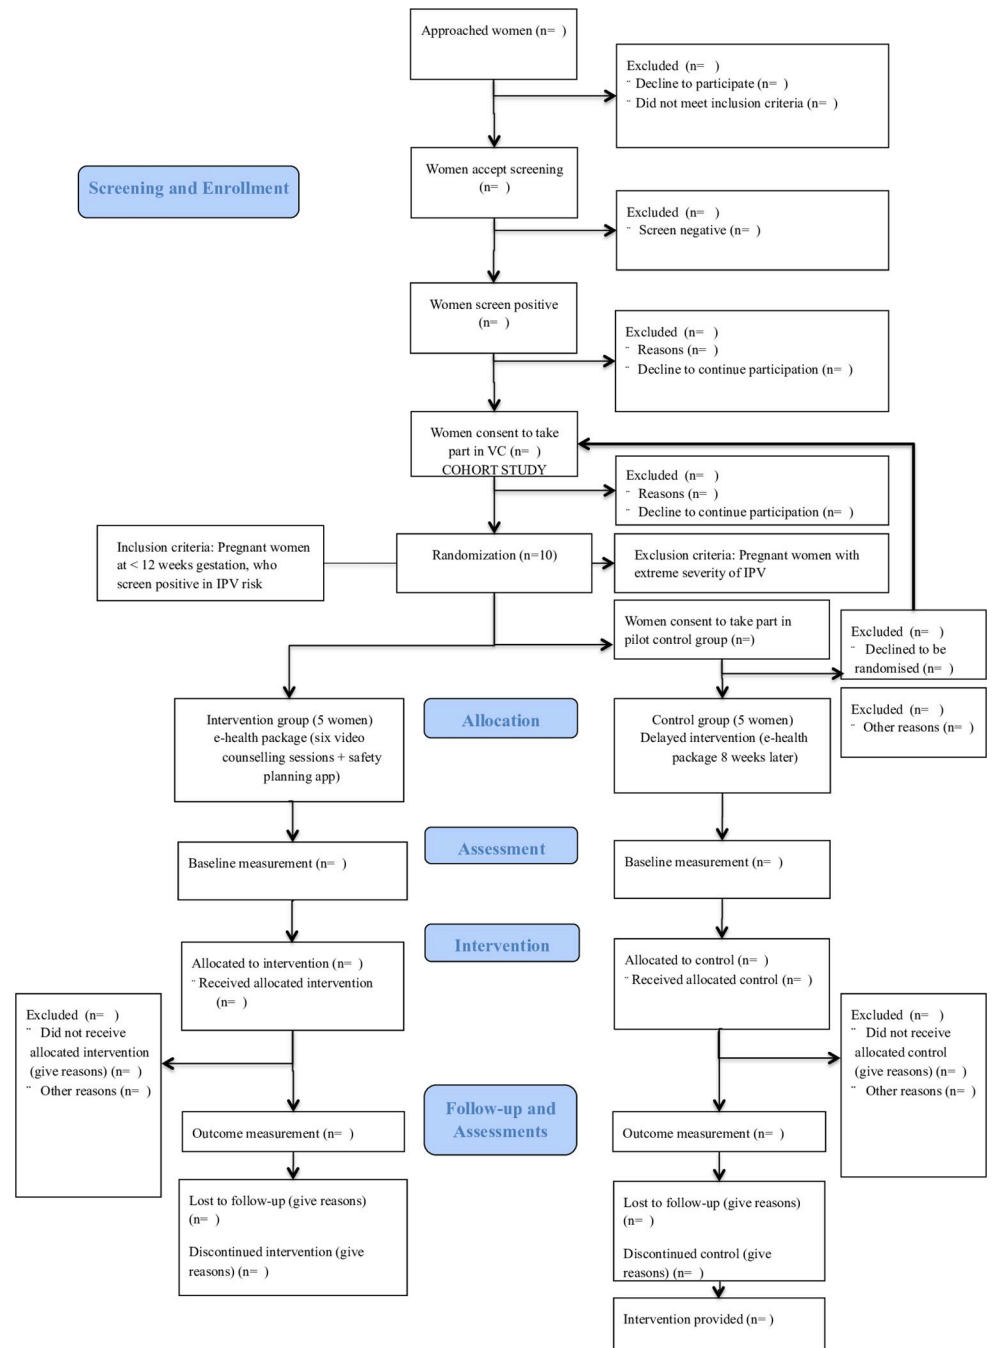 Approached women (n=  )
Excluded  (n=  )
¨ Decline to participate (n=  )
¨ Did not meet inclusion criteria (n=  )
Screening and Enrollment
Women accept screening
(n=  )
Excluded  (n=  )
¨  Screen negative (n=  )
Women screen positive
(n=  )
Excluded  (n=  )
¨  Reasons (n=  )
¨  Decline to continue participation (n=  )
Women consent to take
part in VC (n=  )
COHORT STUDY
Excluded  (n=  )
¨  Reasons (n=  )
¨  Decline to continue participation (n=  )
Inclusion criteria: Pregnant women
at < 12 weeks gestation, who
screen positive in IPV risk
Randomization (n=10)
Exclusion criteria: Pregnant women with
extreme severity of IPV
Women consent to take part in
pilot control group (n=)
Excluded  (n=  )
¨  Declined to be
randomised (n=  )
Excluded  (n=  )
¨  Other reasons (n=  )
Intervention group (5 women)
e-health package (six video
counselling sessions + safety
planning app)
Allocation
Control group (5 women)
Delayed intervention (e-health
package 8 weeks later)
Baseline measurement (n=  )
Assessment
Baseline measurement (n=  )
Allocated to intervention (n=  )
¨ Received allocated intervention
(n=  )
Intervention
Allocated to control (n=  )
¨ Received allocated control (n=  )
Excluded  (n=  )
¨  Did not receive
allocated intervention
(give reasons) (n=  )
¨  Other reasons (n=  )
Excluded  (n=  )
¨  Did not receive
allocated control
(give reasons) (n=  )
¨  Other reasons (n=  )
Outcome measurement (n=  )
Follow-up and
Assessments
Outcome measurement (n=  )
Lost to follow-up (give reasons)
(n=  )
Discontinued intervention (give
reasons) (n=  )
Lost to follow-up (give reasons)
(n=  )
Discontinued control (give
reasons) (n=  )
Intervention provided (n= )